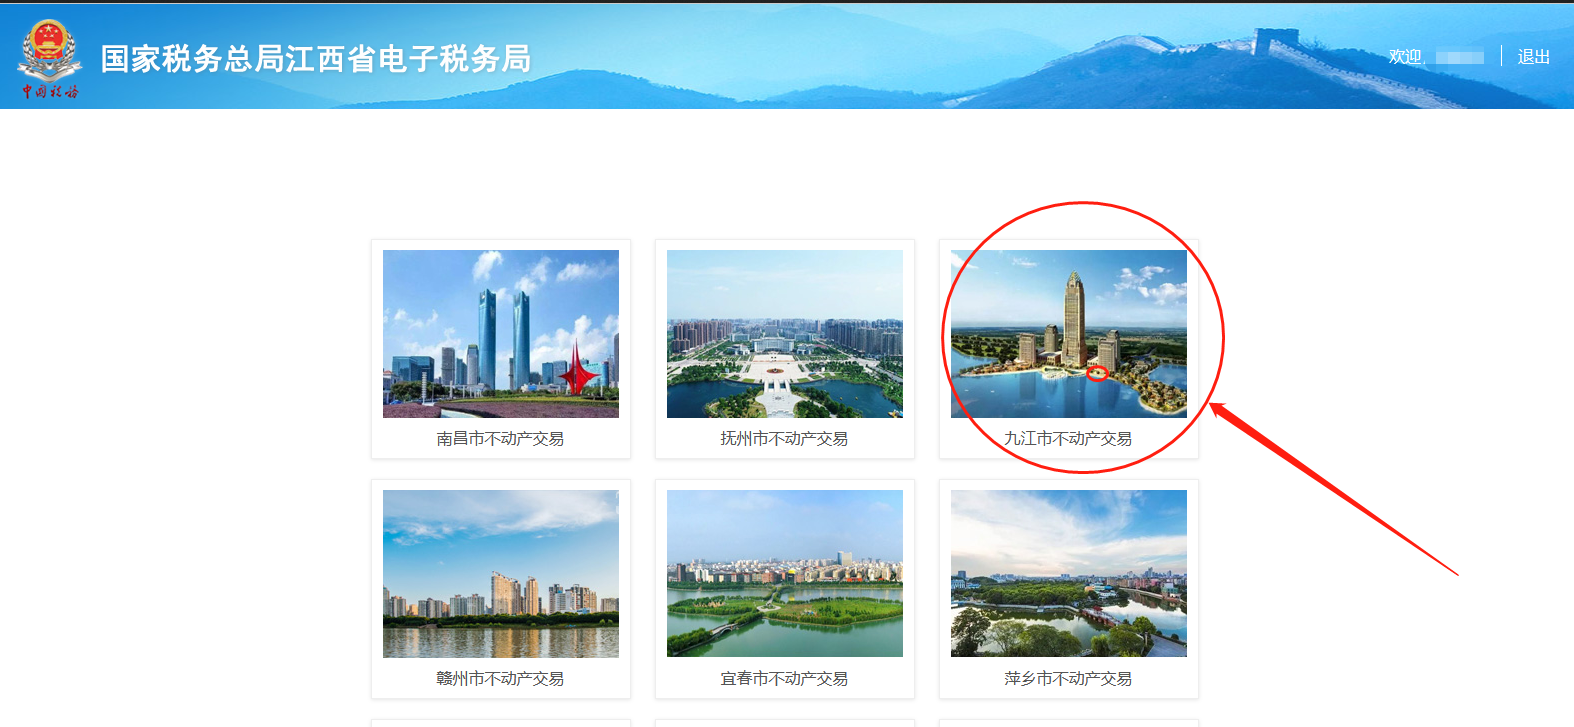 国家税务总局江西省电子税务局
中国税务
欢迎,
退出
南昌市不动产交易
抚州市不动产交易
九江市不动产交易
赣州市不动产交易
宜春市不动产交易
萍乡市不动产交易